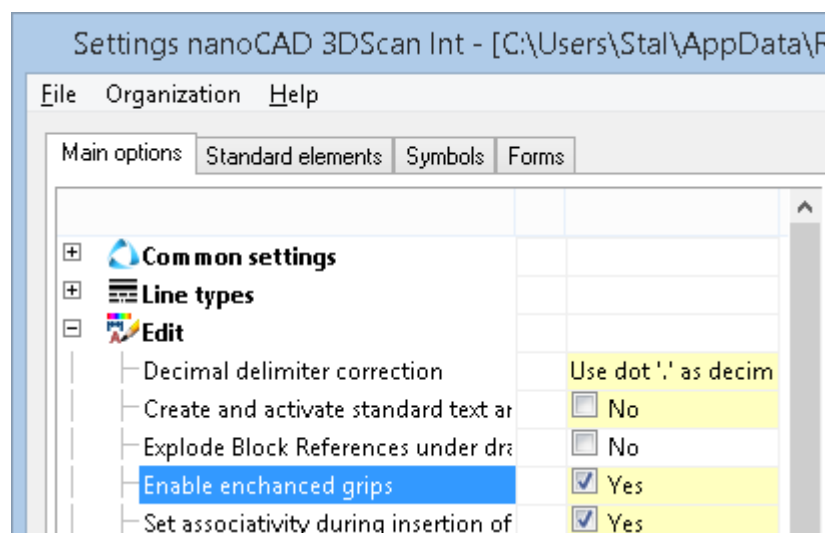 Settings nanoCAD 3DScan Int - [C:\Users\Stal\AppData\R
File Organization Help
Main options Standard elements Symbols Forms
Common settings
Line types
Edit
Decimal delimiter correction Use dot '.' as decim
Create and activate standard text ar No
Explode Block References under dra No
Enable enchanced grips Yes
Set associativity during insertion of Yes